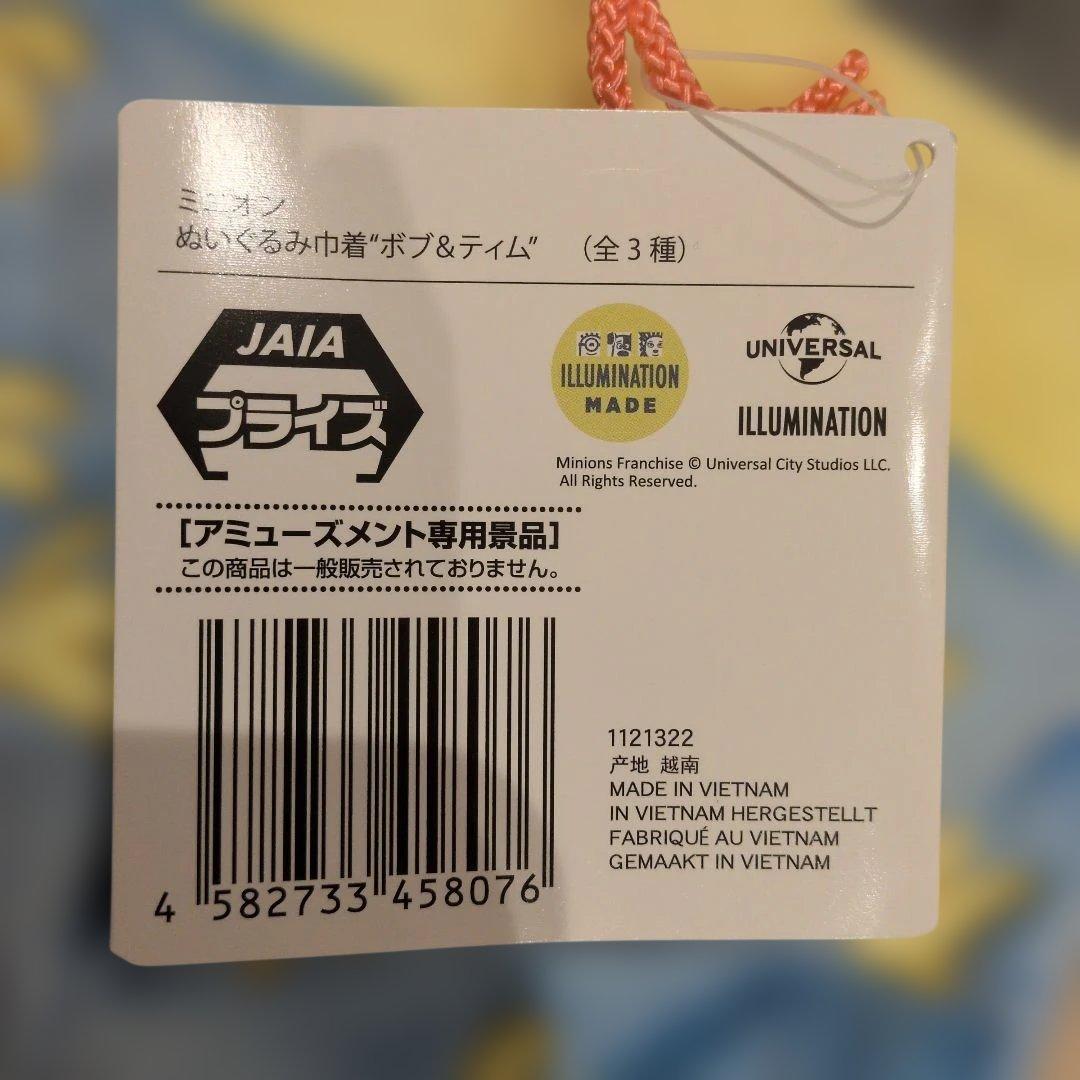 ミニオン
ぬいぐるみ巾着“ボブ&ティム” （全3種）
JAIA
プライズ
ILLUMINATION
MADE
UNIVERSAL
ILLUMINATION
Minions Franchise © Universal City Studios LLC.
All Rights Reserved.
［アミューズメント専用景品］
この商品は一般販売されておりません。
4 582733 458076
1121322
产地 越南
MADE IN VIETNAM
IN VIETNAM HERGESTELLT
FABRIQUÉ AU VIETNAM
GEMAAKT IN VIETNAM